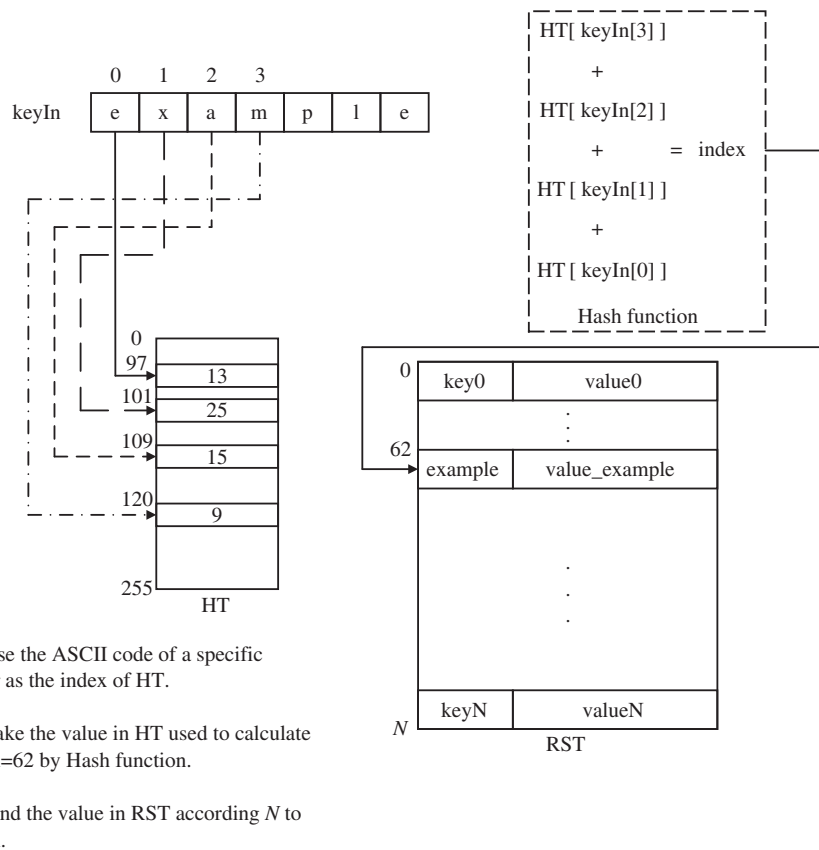 0 1 2 3
keyIn e x a m p l e
HT[ keyIn[3] ]
+
HT[ keyIn[2] ]
+ = index
HT [ keyIn[1] ]
+
HT [ keyIn[0] ]
Hash function
0
97 13
101 25
109 15
120 9
255
HT
0 key0 value0
.
.
.
62 example value_example
.
.
.
N keyN valueN
RST
se the ASCII code of a specific
as the index of HT.
ake the value in HT used to calculate
=62 by Hash function.
nd the value in RST according N to
.